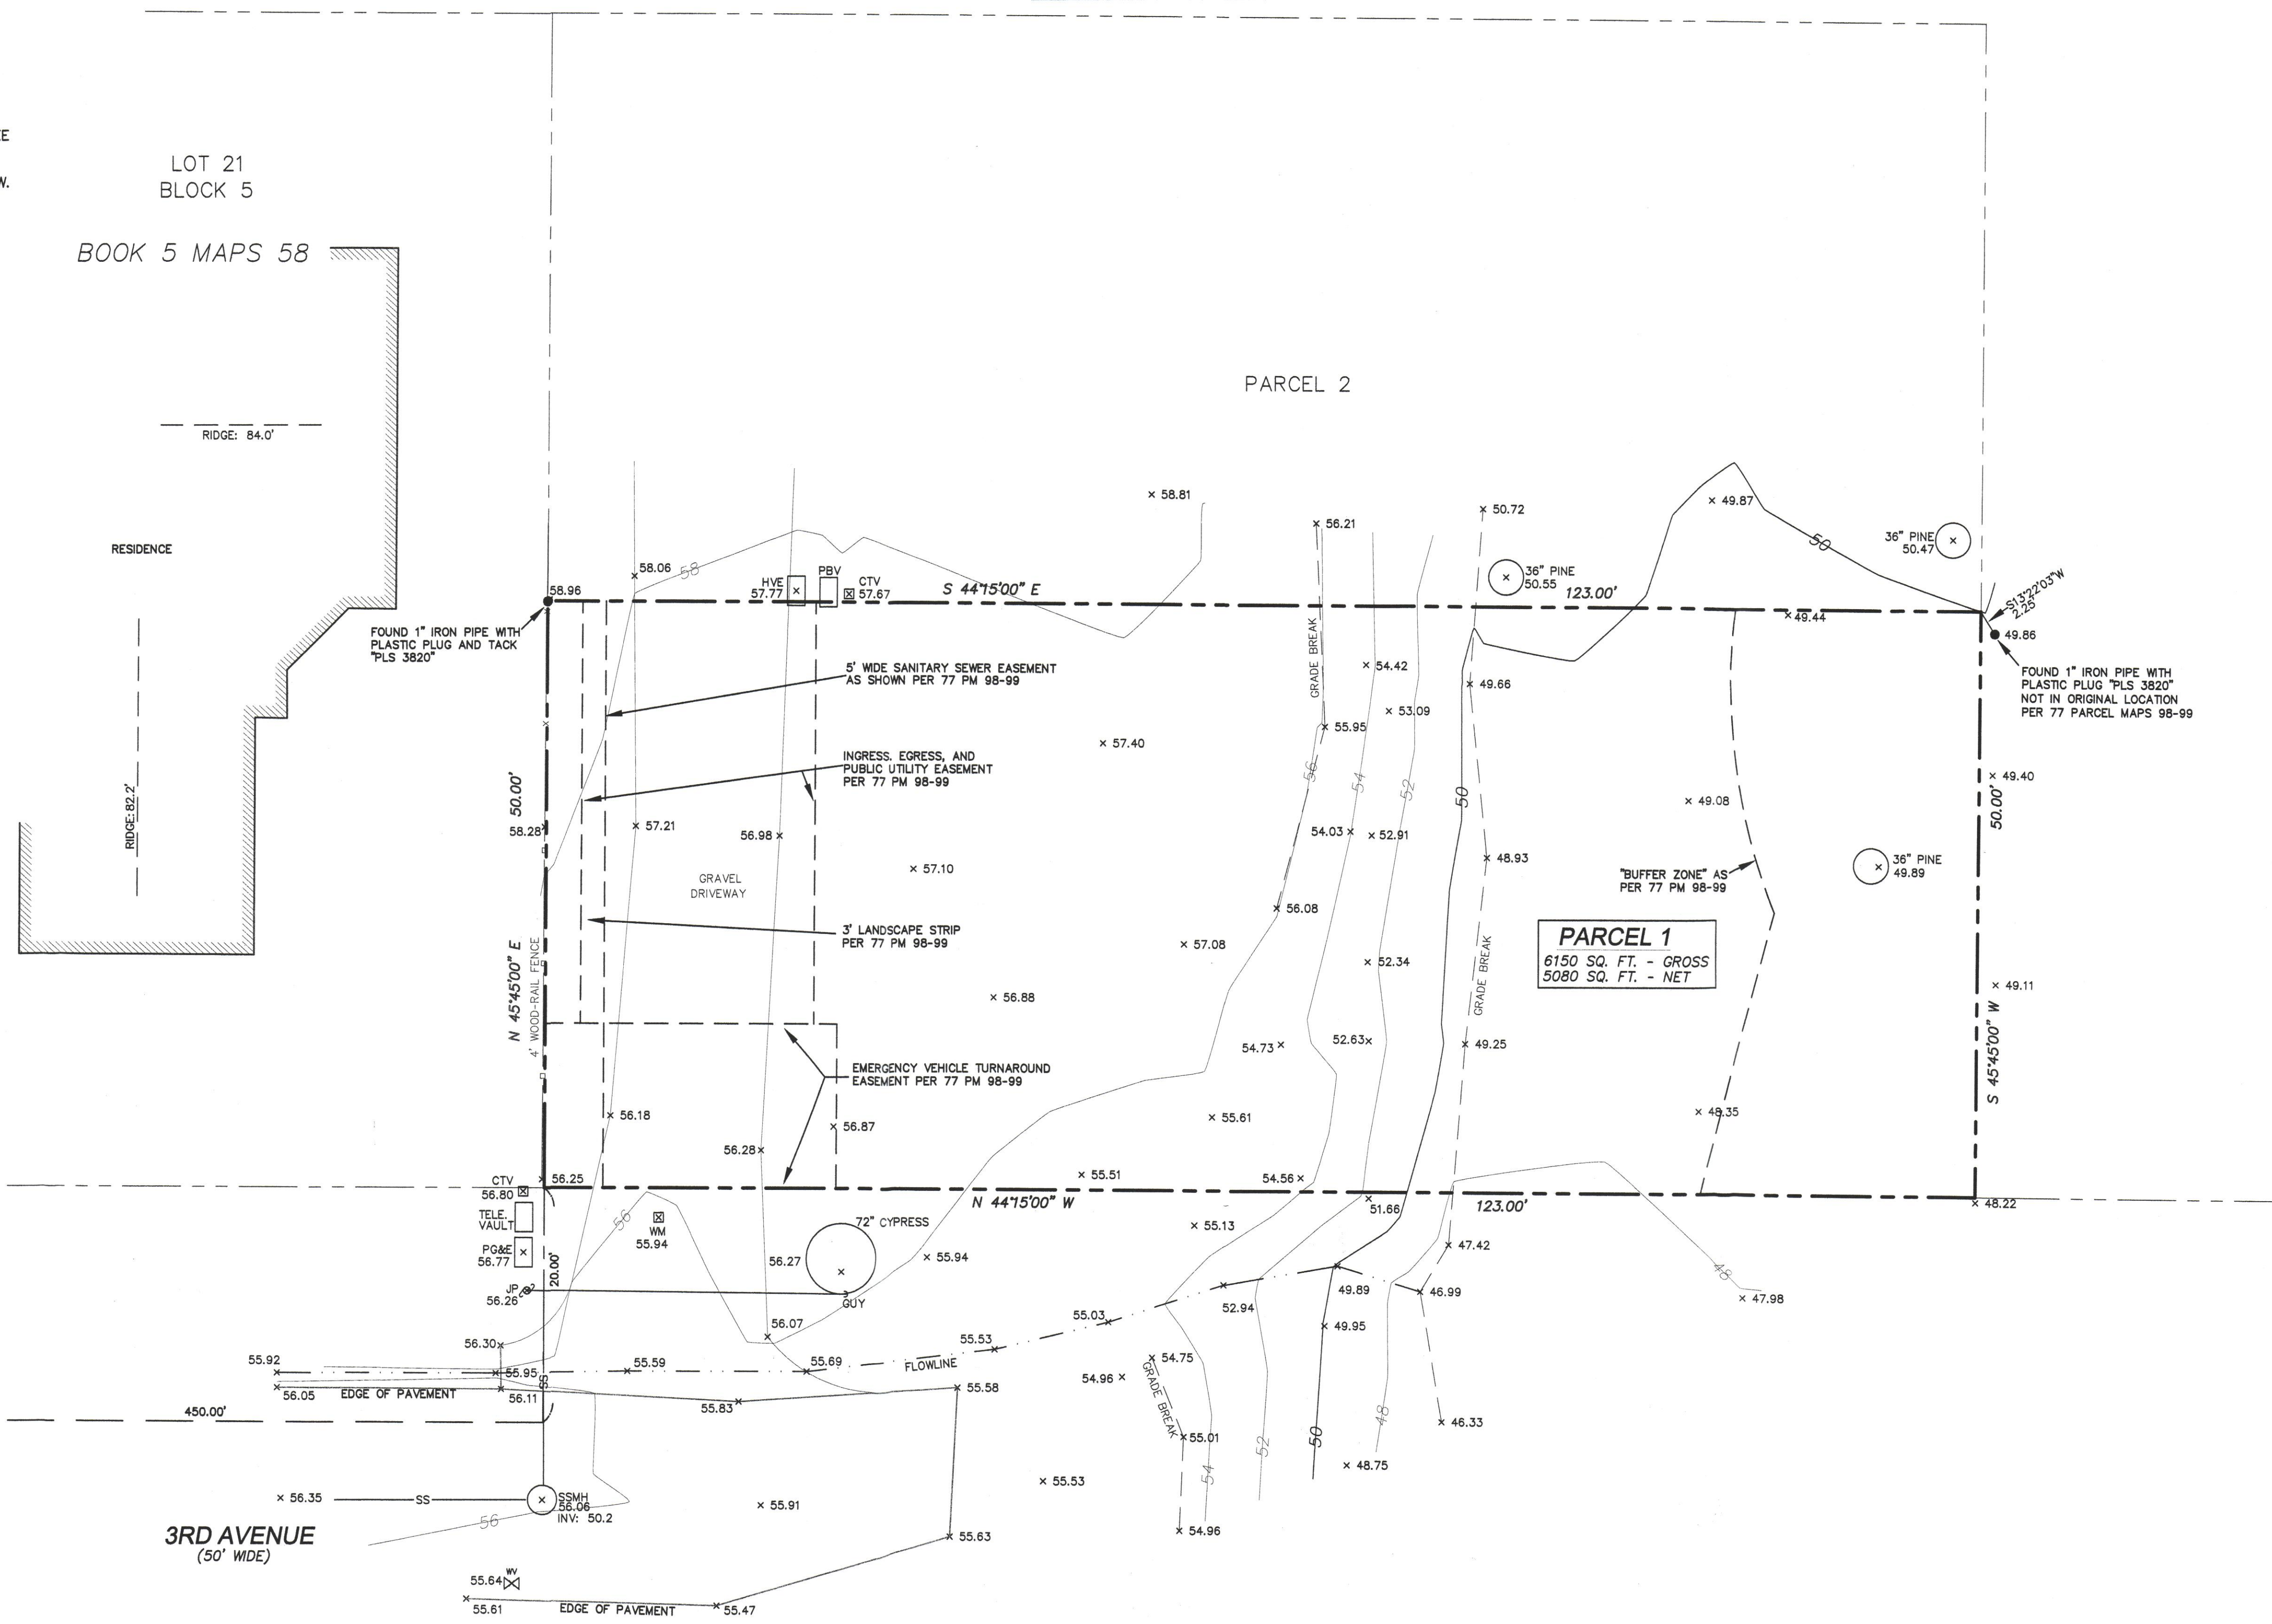 LOT 21
BLOCK 5
BOOK 5 MAPS 58
RIDGE: 84.0'
RESIDENCE
RIDGE: 82.2'
PARCEL 2
58.81
56.21
50.72
49.87
50
36" PINE
50.47
58.06
58
HVE
57.77
PBV
CTV
57.67
S 44°15'00" E
36" PINE
50.55
123.00'
58.96
49.44
S13°22'03"W
2.25'
49.86
FOUND 1" IRON PIPE WITH
PLASTIC PLUG AND TACK
"PLS 3820"
FOUND 1" IRON PIPE WITH
PLASTIC PLUG "PLS 3820"
NOT IN ORIGINAL LOCATION
PER 77 PARCEL MAPS 98-99
5' WIDE SANITARY SEWER EASEMENT
AS SHOWN PER 77 PM 98-99
GRADE BREAK
54.42
49.66
53.09
55.95
57.40
INGRESS. EGRESS, AND
PUBLIC UTILITY EASEMENT
PER 77 PM 98-99
56
54
52
50
49.40
49.08
50.00'
50.00'
58.28
57.21
56.98
54.03
52.91
48.93
57.10
GRAVEL
DRIVEWAY
"BUFFER ZONE" AS
PER 77 PM 98-99
36" PINE
49.89
56.08
3' LANDSCAPE STRIP
PER 77 PM 98-99
57.08
52.34
GRADE BREAK
PARCEL 1
6150 SQ. FT. - GROSS
5080 SQ. FT. - NET
N 45°45'00" E
4' WOOD-RAIL FENCE
56.88
49.11
54.73
52.63
49.25
S 45°45'00" W
EMERGENCY VEHICLE TURNAROUND
EASEMENT PER 77 PM 98-99
56.18
56.87
55.61
48.35
56.28
55.51
54.56
56.25
CTV
56.80
N 44°15'00" W
51.66
123.00'
48.22
TELE.
VAULT
56
WM
55.94
72" CYPRESS
56.27
55.13
PG&E
56.77
20.00'
55.94
47.42
48
JP
56.26
GUY
52.94
49.89
46.99
47.98
56.07
55.03
49.95
56.30
55.53
55.92
55.95
55.59
55.69
FLOWLINE
54.75
54.96
GRADE BREAK
56.05
EDGE OF PAVEMENT
56.11
SS
55.83
55.58
450.00'
48
46.33
55.01
52
50
54
55.53
48.75
56.35
SS
SSMH
56.06
INV: 50.2
55.91
56
3RD AVENUE
(50' WIDE)
55.63
54.96
WV
55.64
55.61
EDGE OF PAVEMENT
55.47